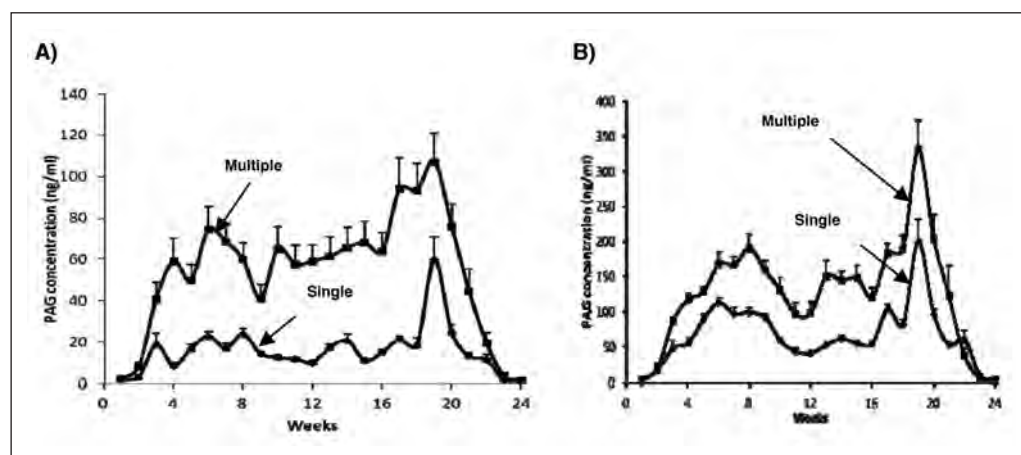 A)
PAG concentration (ng/ml)
140
120
100
80
60
40
20
0
Multiple
Single
0 4 8 12 16 20 24
Weeks
B)
PAG concenzration (ng/ml)
400
350
300
250
200
150
100
50
0
Multiple
Single
0 4 8 12 16 20 24
Weeks